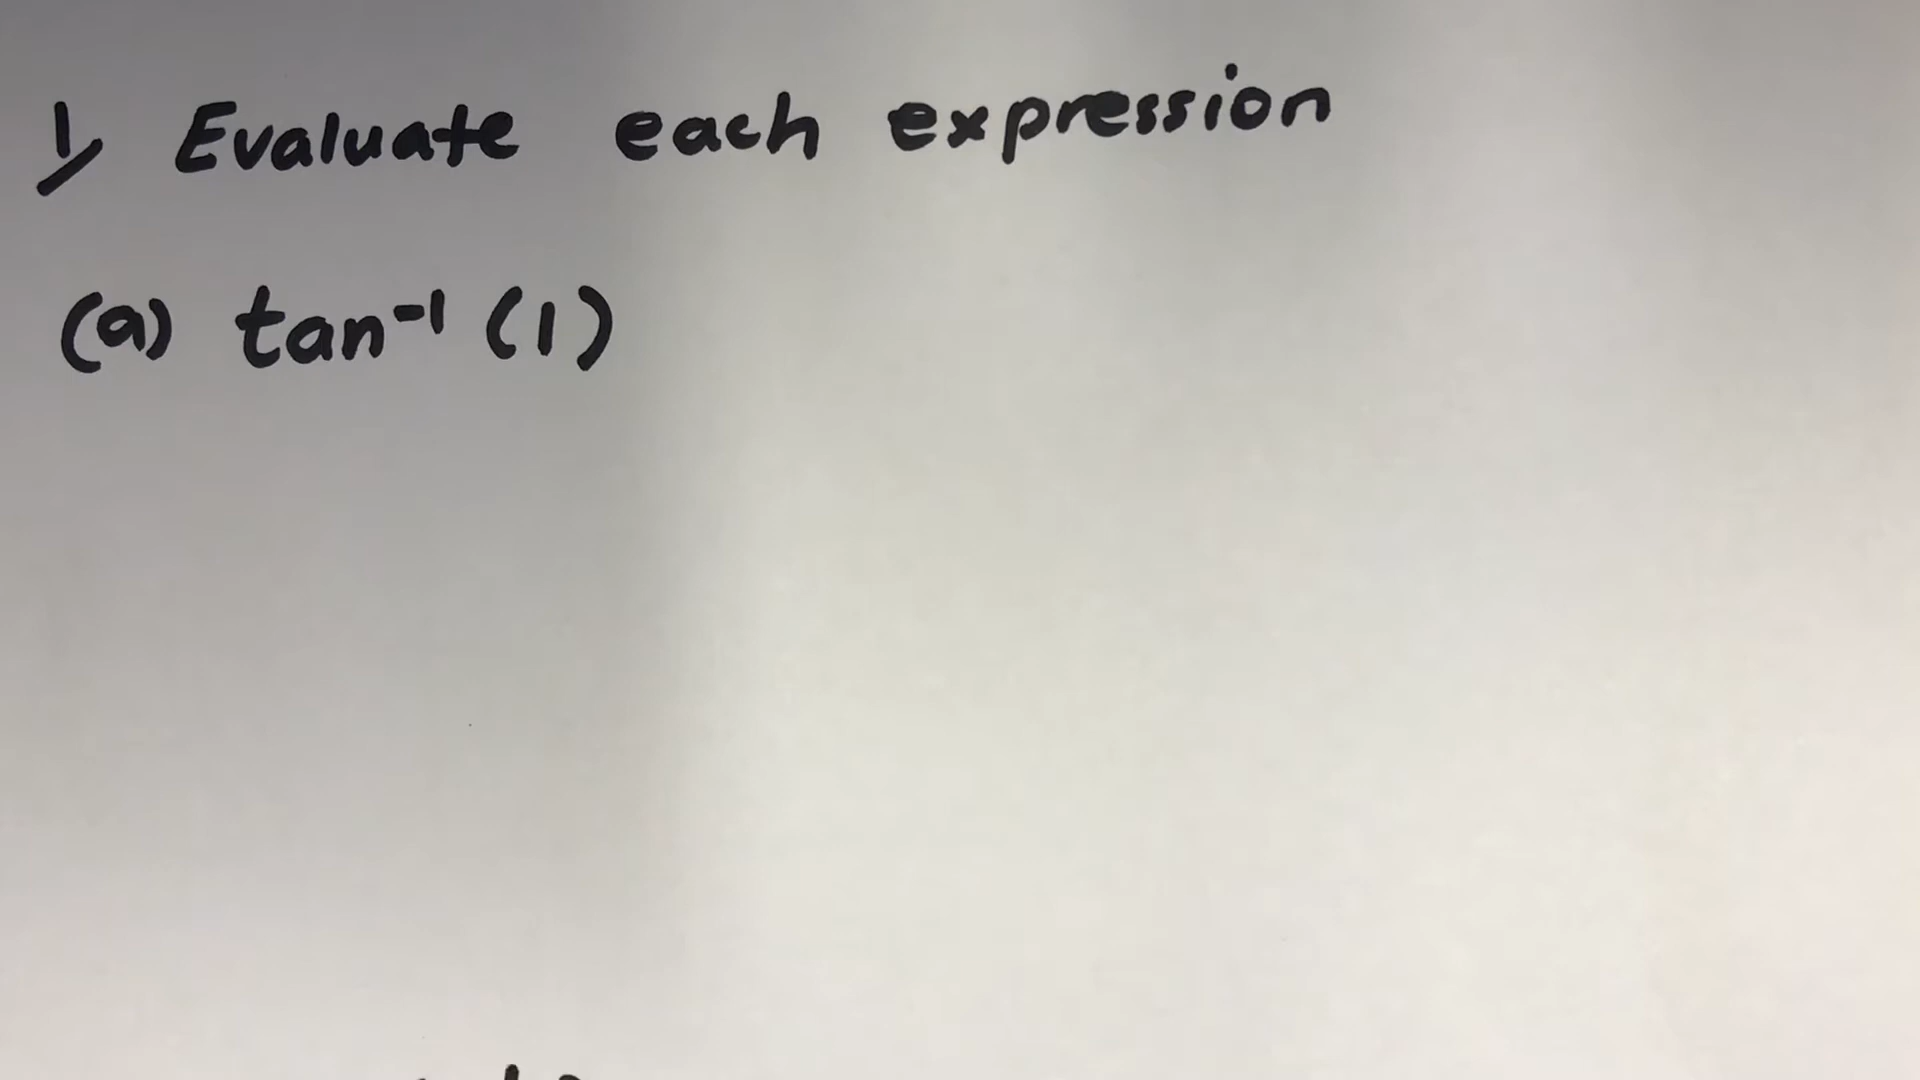 1/ Evaluate each expression
(a) tan⁻¹ (1)